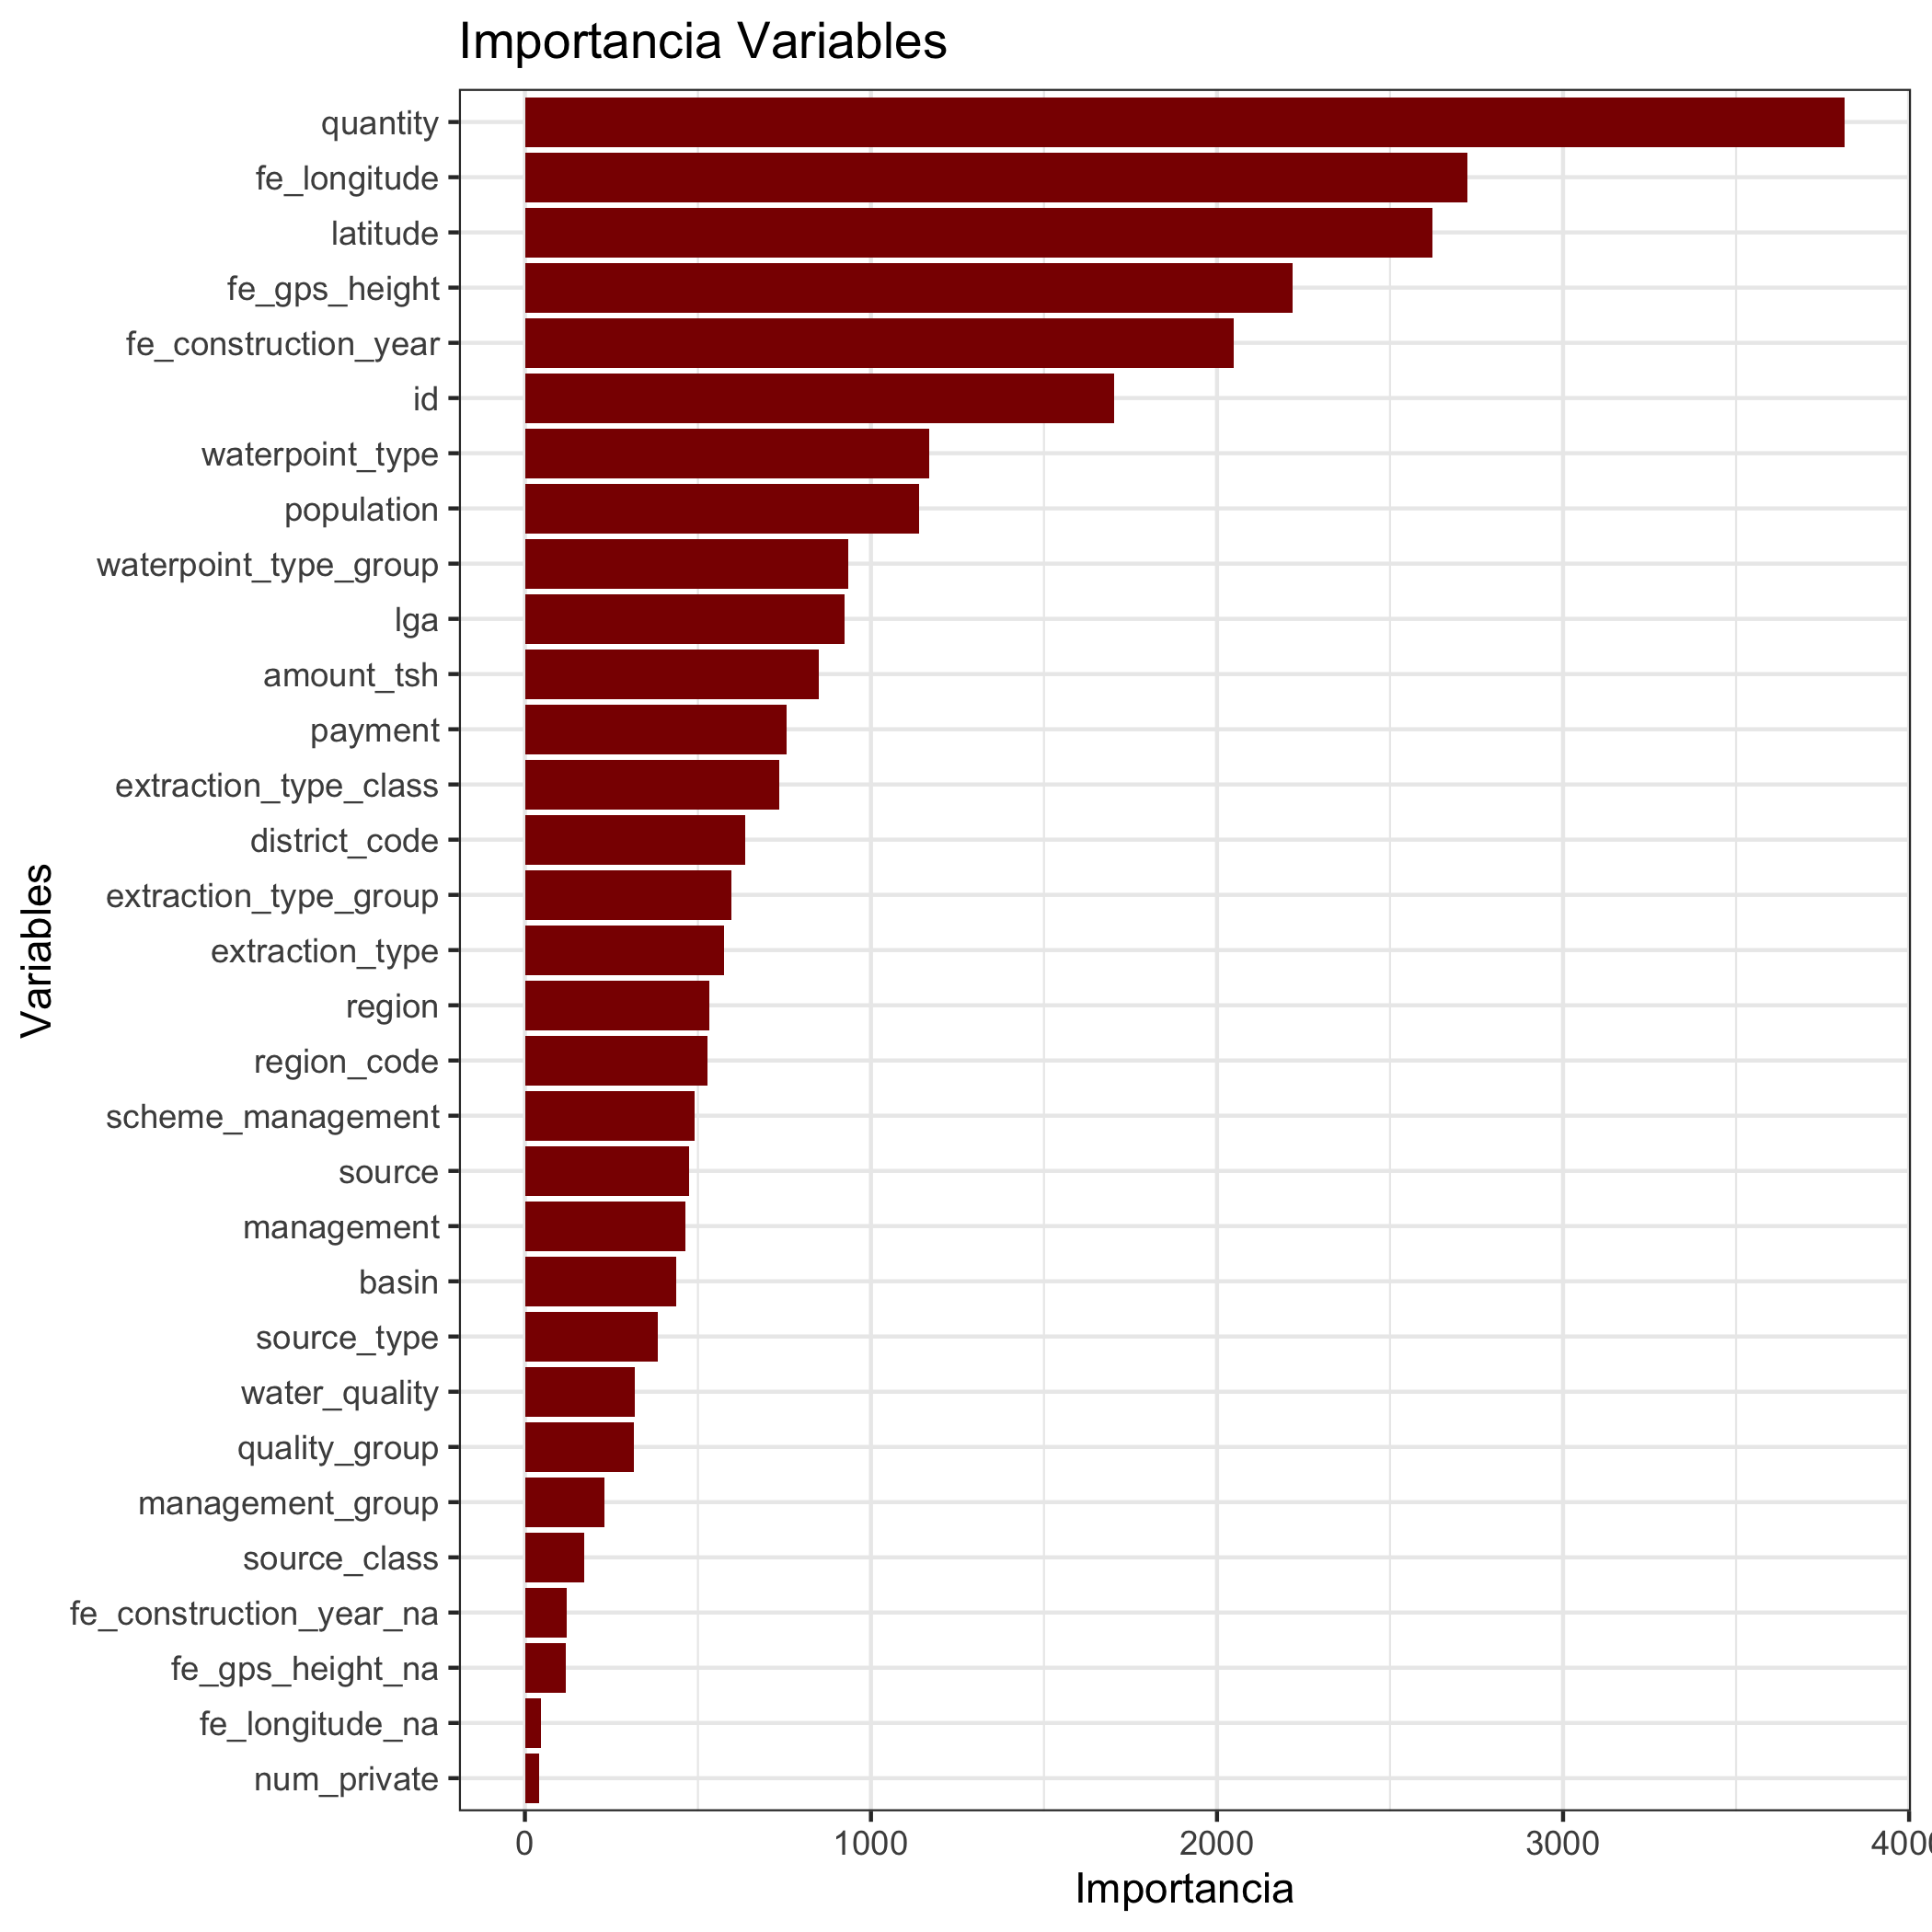 Importancia Variables
quantity
fe_longitude
latitude
fe_gps_height
fe_construction_year
id
waterpoint_type
population
waterpoint_type_group
lga
amount_tsh
payment
extraction_type_class
district_code
extraction_type_group
extraction_type
region
region_code
scheme_management
source
management
basin
source_type
water_quality
quality_group
management_group
source_class
fe_construction_year_na
fe_gps_height_na
fe_longitude_na
num_private
Variables
0 1000 2000 3000 400
Importancia